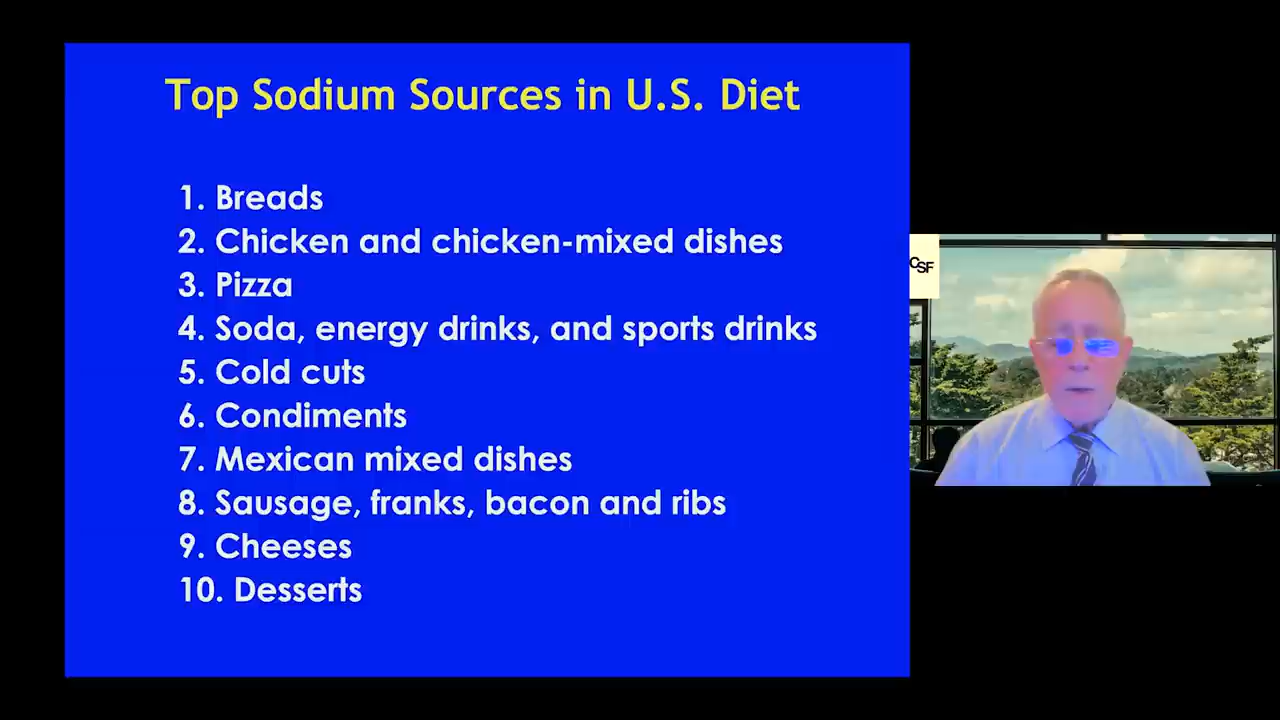 Top Sodium Sources in U.S. Diet
1. Breads
2. Chicken and chicken-mixed dishes
3. Pizza
4. Soda, energy drinks, and sports drinks
5. Cold cuts
6. Condiments
7. Mexican mixed dishes
8. Sausage, franks, bacon and ribs
9. Cheeses
10. Desserts
CSF